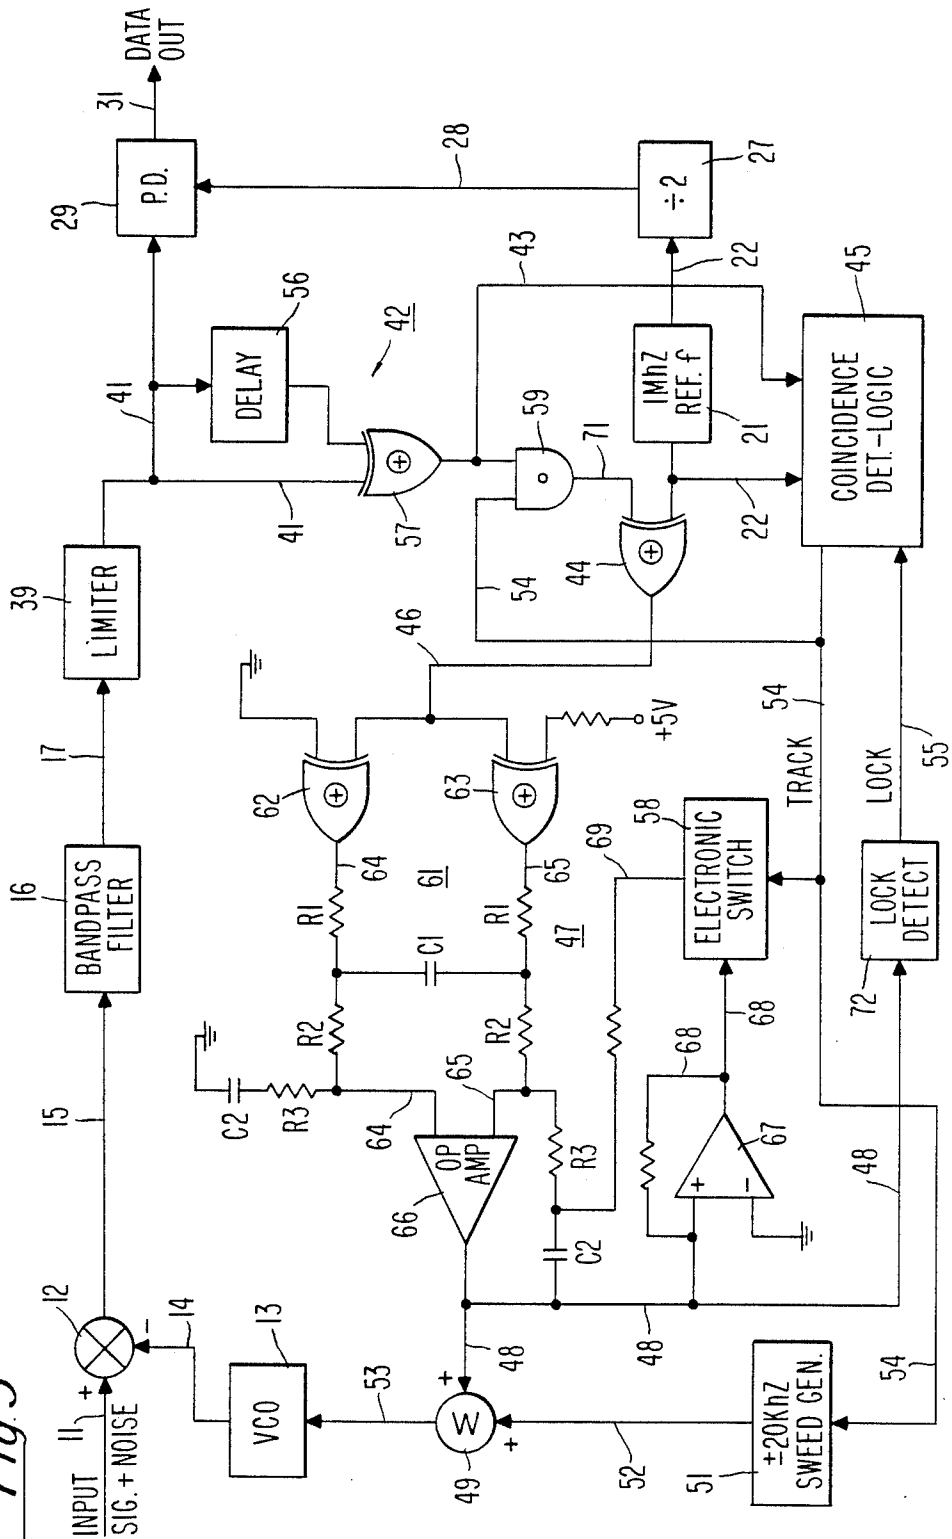 Fig 3
INPUT
SIG. + NOISE
11
+
12
-
14
15
BANDPASS
FILTER
16
17
LIMITER
39
41
41
P.D.
29
31
DATA
OUT
DELAY
56
42
57
28
÷2
27
22
43
1MhZ
REF. f
21
22
59
71
54
44
46
COINCIDENCE
DET.-LOGIC
45
62
63
+5V
64
65
61
47
R1
R1
C1
R2
R2
C2
R3
64
65
OP
AMP
66
R3
C2
69
ELECTRONIC
SWITCH
58
TRACK
54
LOCK
55
LOCK
DETECT
72
68
68
+
-
67
48
48
48
VCO
13
53
+
W
+
49
52
±20KhZ
SWEED GEN.
51
54